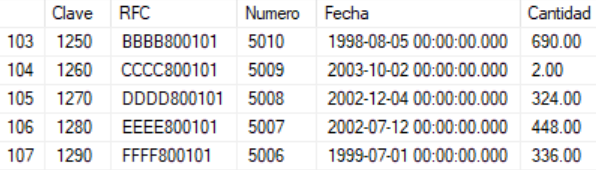 Clave RFC Numero Fecha Cantidad
103 1250 BBBB800101 5010 1998-08-05 00:00:00.000 690.00
104 1260 CCCC800101 5009 2003-10-02 00:00:00.000 2.00
105 1270 DDDD800101 5008 2002-12-04 00:00:00.000 324.00
106 1280 EEEE800101 5007 2002-07-12 00:00:00.000 448.00
107 1290 FFFF800101 5006 1999-07-01 00:00:00.000 336.00